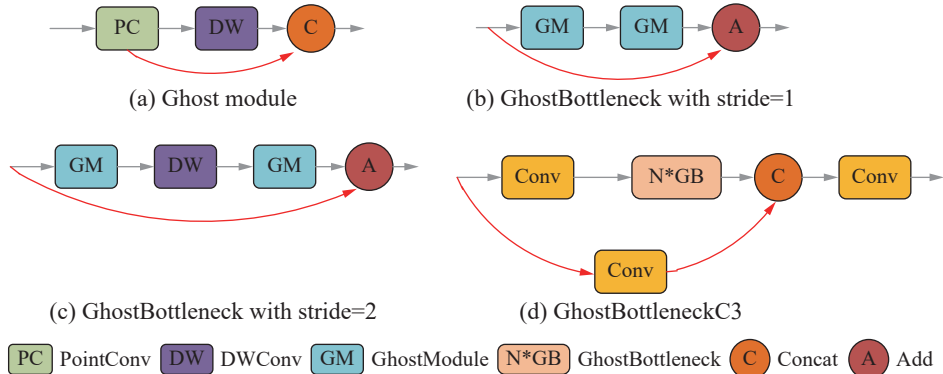 PC DW C
GM GM A
(a) Ghost module
(b) GhostBottleneck with stride=1
GM DW GM A
Conv N*GB C Conv
Conv
(c) GhostBottleneck with stride=2
(d) GhostBottleneckC3
PC PointConv DW DWConv GM GhostModule N*GB GhostBottleneck C Concat A Add